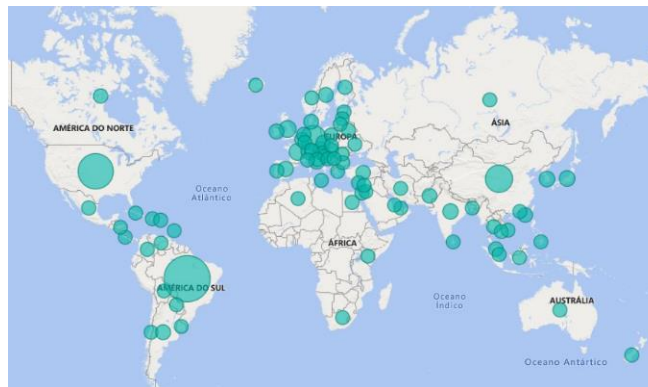 AMÉRICA DO NORTE
ÁSIA
EUROPA
Oceano
Atlântico
ÁFRICA
AMÉRICA DO SUL
Oceano
Índico
AUSTRÁLIA
Oceano Antártico